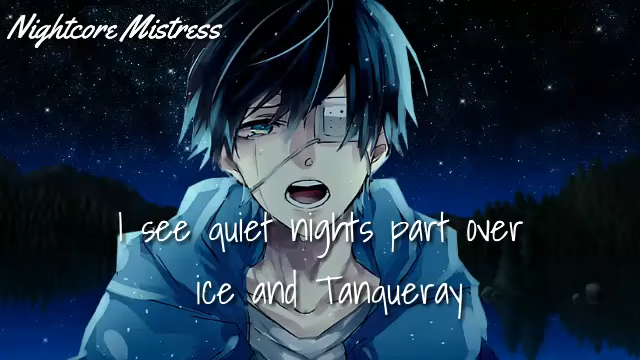 Nightcore Mistress
I see quiet nights part over
ice and Tanqueray